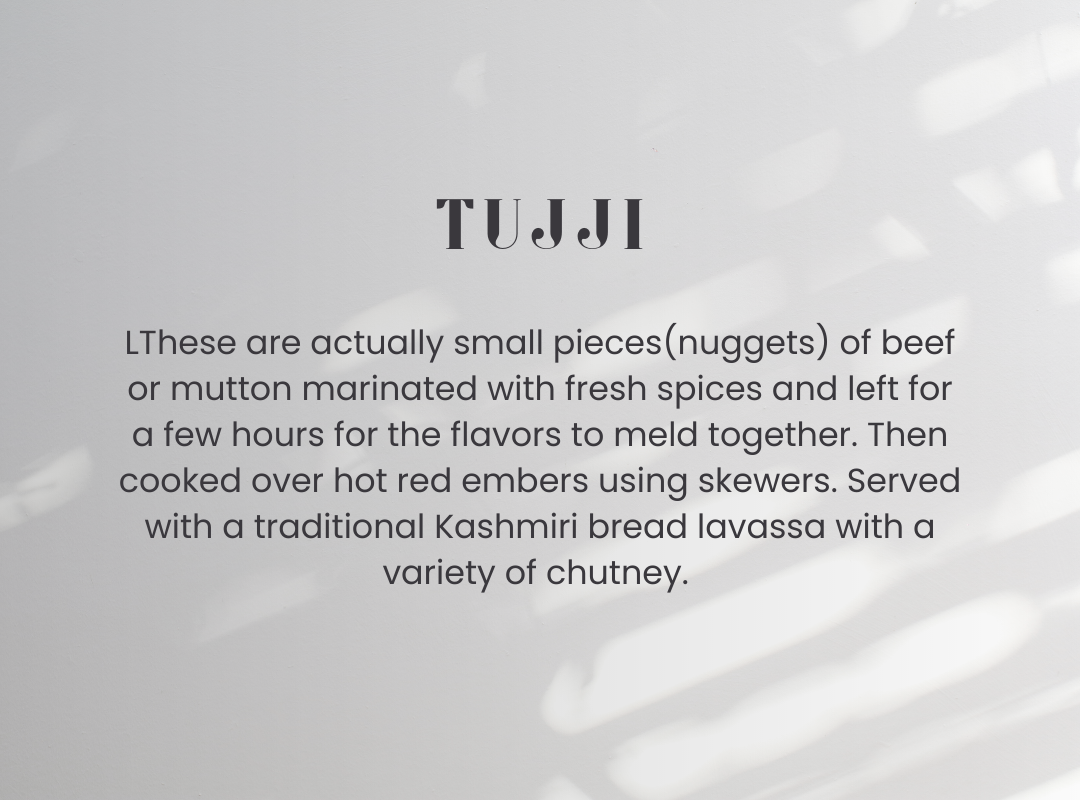 TUJJI
LThese are actually small pieces(nuggets) of beef
or mutton marinated with fresh spices and left for
a few hours for the flavors to meld together. Then
cooked over hot red embers using skewers. Served
with a traditional Kashmiri bread lavassa with a
variety of chutney.